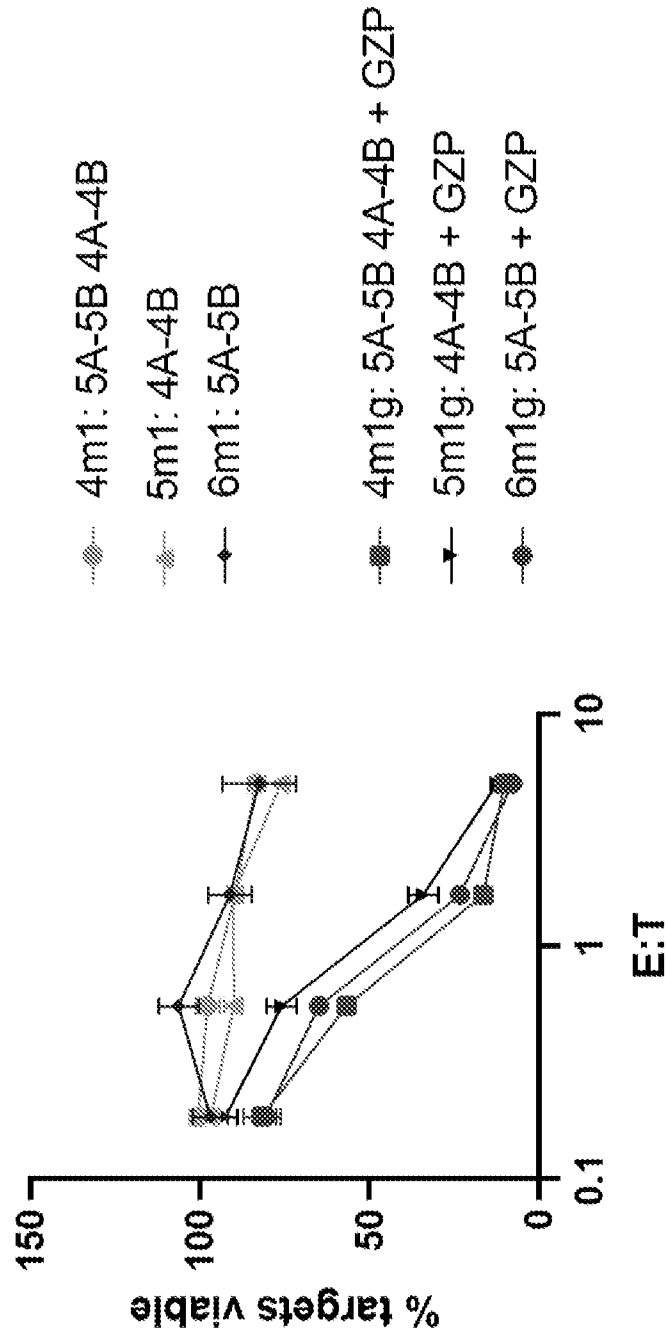 % targets viable
150
100
50
0
0.1
1
10
E:T
4m1: 5A-5B 4A-4B
5m1: 4A-4B
6m1: 5A-5B
4m1g: 5A-5B 4A-4B + GZP
5m1g: 4A-4B + GZP
6m1g: 5A-5B + GZP